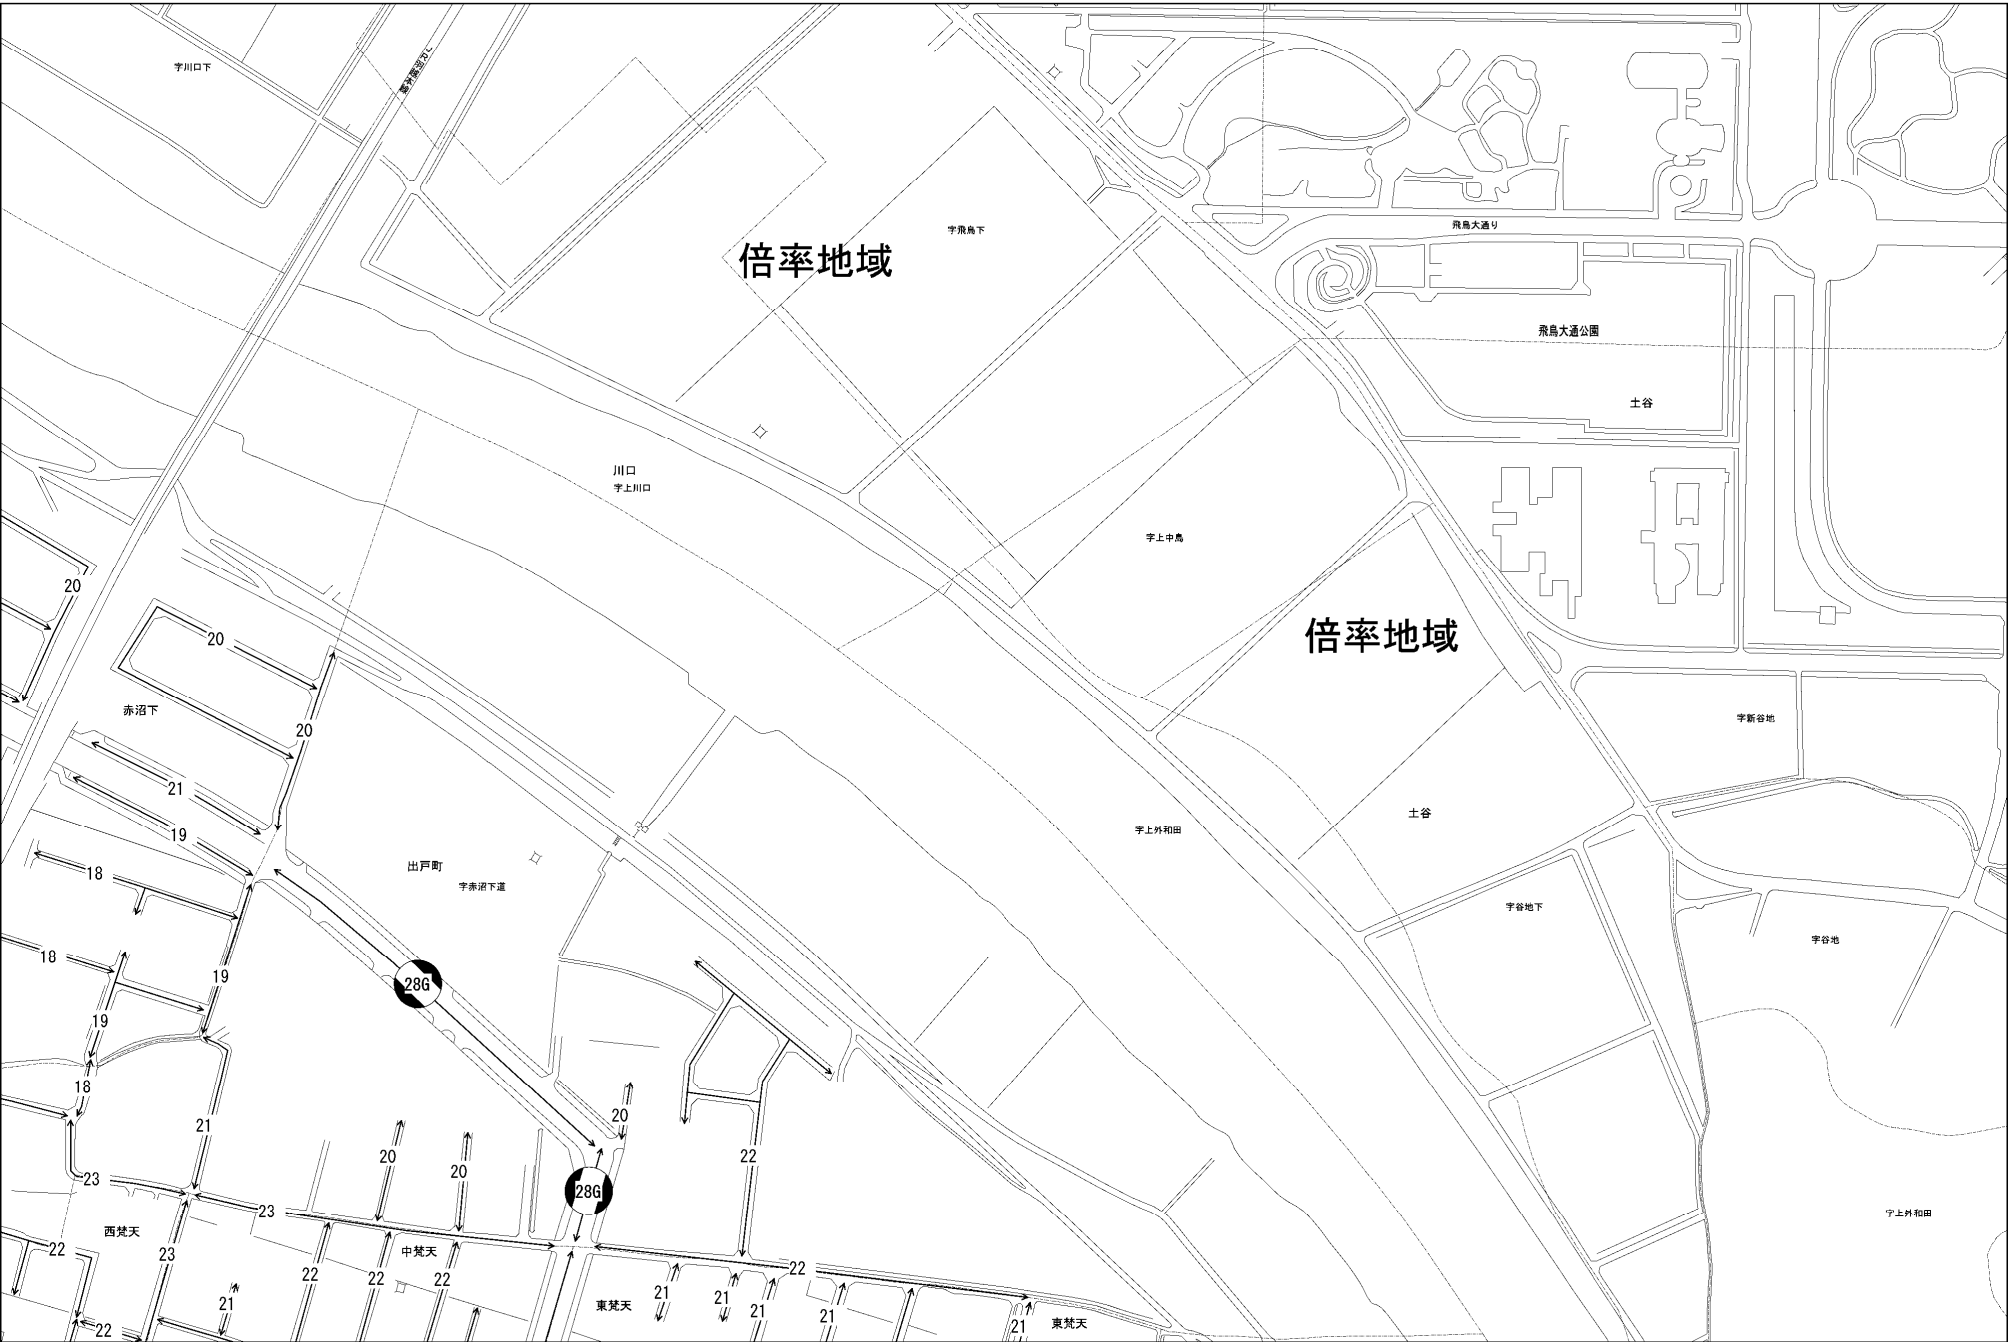 字川口下
JR羽越本線
字飛鳥下
飛鳥大通り
倍率地域
飛鳥大通公園
土谷
川口
字上川口
字上中島
20
倍率地域
20
赤沼下
20
字新谷地
21
土谷
19
字上外和田
18
出戸町
字赤沼下道
字谷地下
字谷地
18
19
28G
19
18
21
20
22
20
20
23
28G
23
字上外和田
西梵天
22
23
中梵天
22
22
22
22
21
東梵天
21
21
21
21
22
21
東梵天